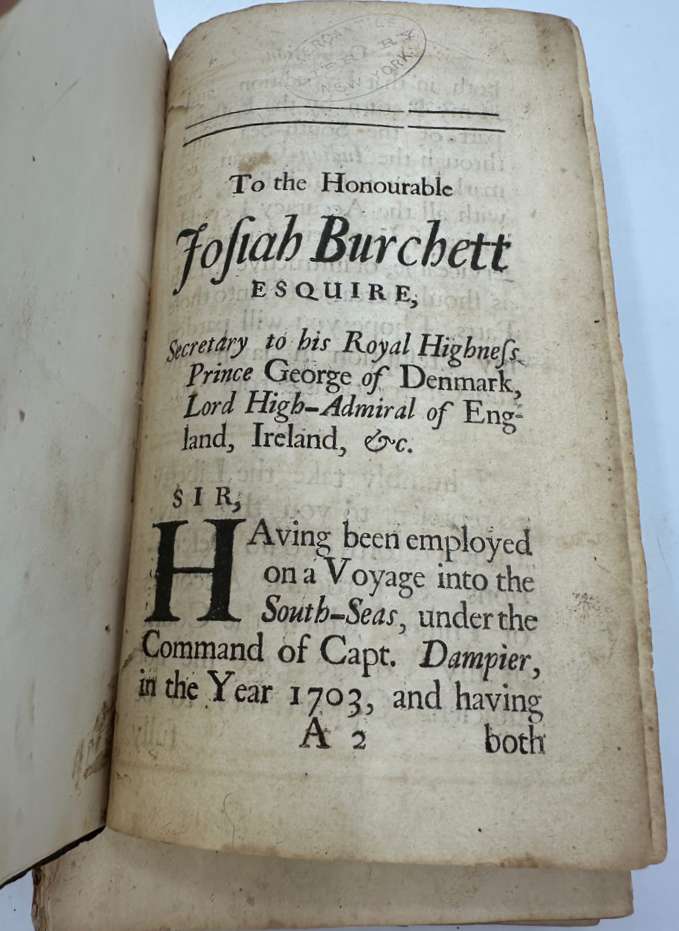 NEW YORK.
To the Honourable
Joſiah Burchett
ESQUIRE,
Secretary to his Royal Highneſs
Prince George of Denmark,
Lord High-Admiral of Eng-
land, Ireland, &c.
SIR,
HAving been employed
on a Voyage into the
South-Seas, under the
Command of Capt. Dampier,
in the Year 1703, and having
A 2 both